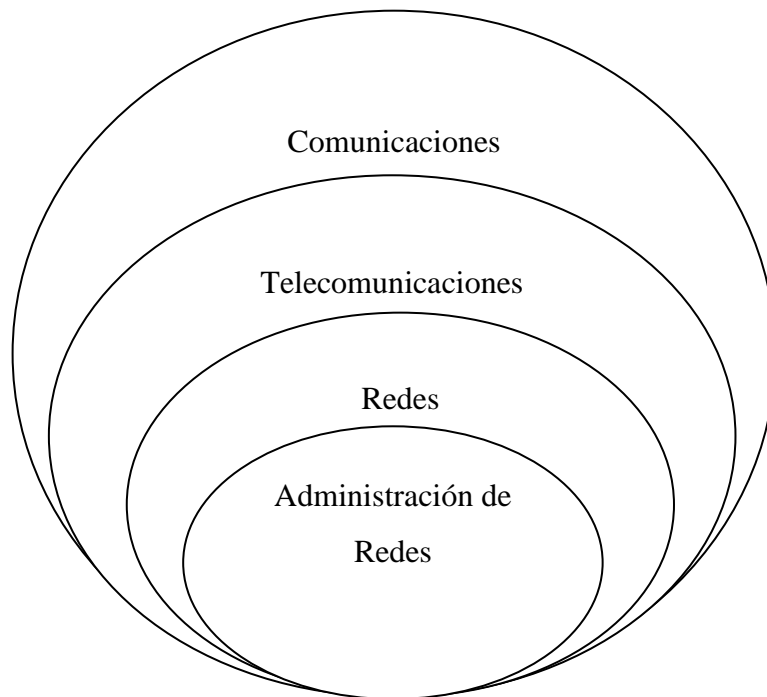 Comunicaciones
Telecomunicaciones
Redes
Administración de
Redes